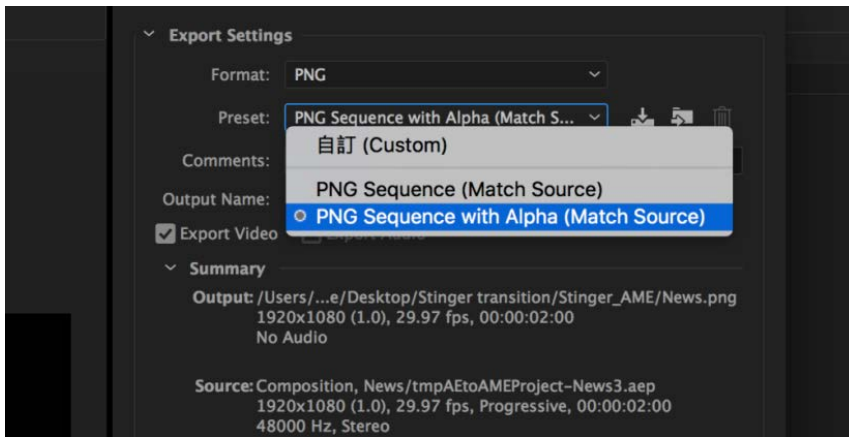 Export Settings
Format: PNG
Preset: PNG Sequence with Alpha (Match S...
自訂 (Custom)
Comments:
PNG Sequence (Match Source)
Output Name:
PNG Sequence with Alpha (Match Source)
Export Video
Summary
Output: /Users/...e/Desktop/Stinger transition/Stinger_AME/News.png
1920x1080 (1.0), 29.97 fps, 00:00:02:00
No Audio
Source: Composition, News/tmpAEtoAMEProject-News3.aep
1920x1080 (1.0), 29.97 fps, Progressive, 00:00:02:00
48000 Hz, Stereo